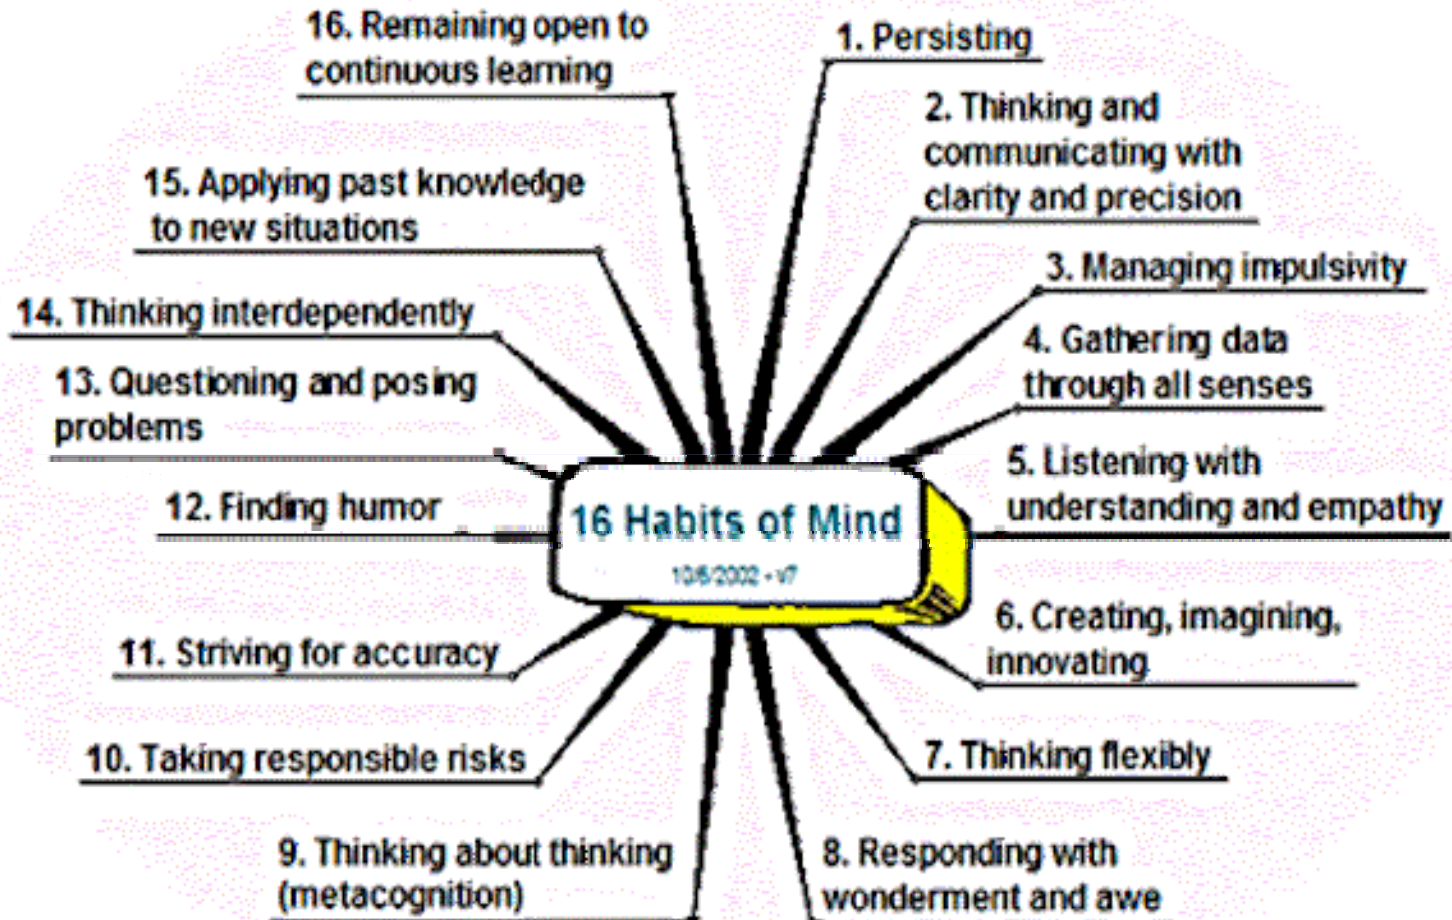 16 Habits of Mind
10/6/2002 - v7
1. Persisting
2. Thinking and
communicating with
clarity and precision
3. Managing impulsivity
4. Gathering data
through all senses
5. Listening with
understanding and empathy
6. Creating, imagining,
innovating
7. Thinking flexibly
8. Responding with
wonderment and awe
9. Thinking about thinking
(metacognition)
10. Taking responsible risks
11. Striving for accuracy
12. Finding humor
13. Questioning and posing
problems
14. Thinking interdependently
15. Applying past knowledge
to new situations
16. Remaining open to
continuous learning